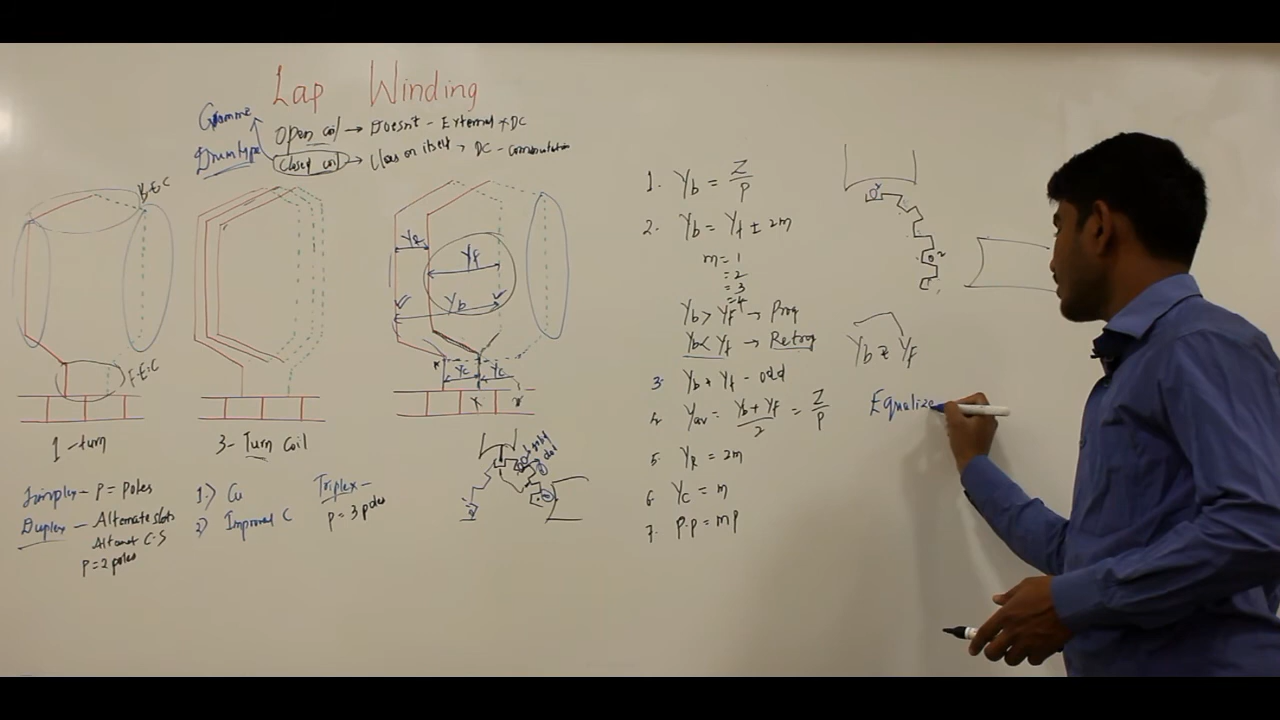 Lap Winding
Gramme
Open coil → Doesn't - External DC
Drum type
Closed coil → Close on itself > DC - commutation
B.E.C
F.E.C
1 - turn
3 - Turn Coil
YR
Yf
Yb
Yc Yc
Simplex - P = Poles
Duplex - Alternate slots
Alternat C.S
P = 2 poles
1.) Cu
2) Improved C
Triplex -
P = 3 poles
1. Yb = Z/P
2. Yb = Yf ± 2m
m = 1
= 2
= 3
= 4
Yb > Yf → Prog
Yb < Yf → Retrog
3. Yb + Yf - odd
4. Yav = Yb + Yf / 2 = Z/P
5. YR = 2m
6 Yc = m
7. P.P = mp
Yb ≥ Yf
Equalize